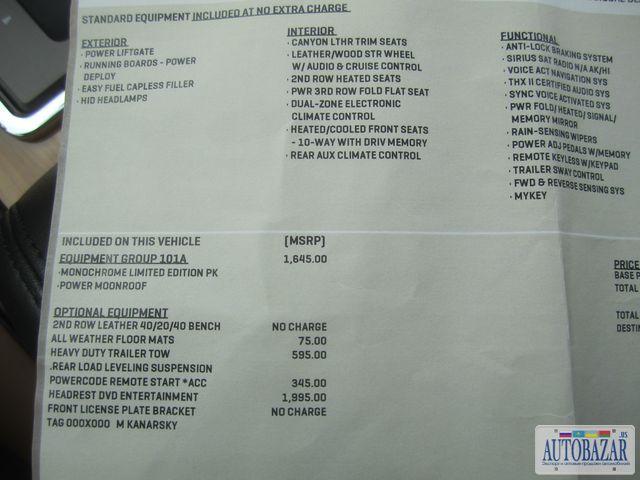 STANDARD EQUIPMENT INCLUDED AT NO EXTRA CHARGE
EXTERIOR
· POWER LIFTGATE
· RUNNING BOARDS - POWER
DEPLOY
· EASY FUEL CAPLESS FILLER
· HID HEADLAMPS
INTERIOR
· CANYON LTHR TRIM SEATS
· LEATHER/WOOD STR WHEEL
W/ AUDIO & CRUISE CONTROL
· 2ND ROW HEATED SEATS
· PWR 3RD ROW FOLD FLAT SEAT
· DUAL-ZONE ELECTRONIC
CLIMATE CONTROL
· HEATED/COOLED FRONT SEATS
- 10-WAY WITH DRIV MEMORY
· REAR AUX CLIMATE CONTROL
FUNCTIONAL
· ANTI-LOCK BRAKING SYSTEM
· SIRIUS SAT RADIO N/A AK/HI
· VOICE ACT NAVIGATION SYS
· THX II CERTIFIED AUDIO SYS
· SYNC VOICE ACTIVATED SYS
· PWR FOLD/ HEATED/ SIGNAL/
MEMORY MIRROR
· RAIN-SENSING WIPERS
· POWER ADJ PEDALS W/MEMORY
· REMOTE KEYLESS W/KEYPAD
· TRAILER SWAY CONTROL
· FWD & REVERSE SENSING SYS
· MYKEY
INCLUDED ON THIS VEHICLE (MSRP)
EQUIPMENT GROUP 101A 1,645.00
· MONOCHROME LIMITED EDITION PK
· POWER MOONROOF
OPTIONAL EQUIPMENT
2ND ROW LEATHER 40/20/40 BENCH NO CHARGE
ALL WEATHER FLOOR MATS 75.00
HEAVY DUTY TRAILER TOW 595.00
.REAR LOAD LEVELING SUSPENSION
POWERCODE REMOTE START *ACC 345.00
HEADREST DVD ENTERTAINMENT 1,995.00
FRONT LICENSE PLATE BRACKET NO CHARGE
TAG 000X000 M KANARSKY
PRICE
BASE P
TOTAL
TOTAL
DESTIN
AUTOBAZAR.us